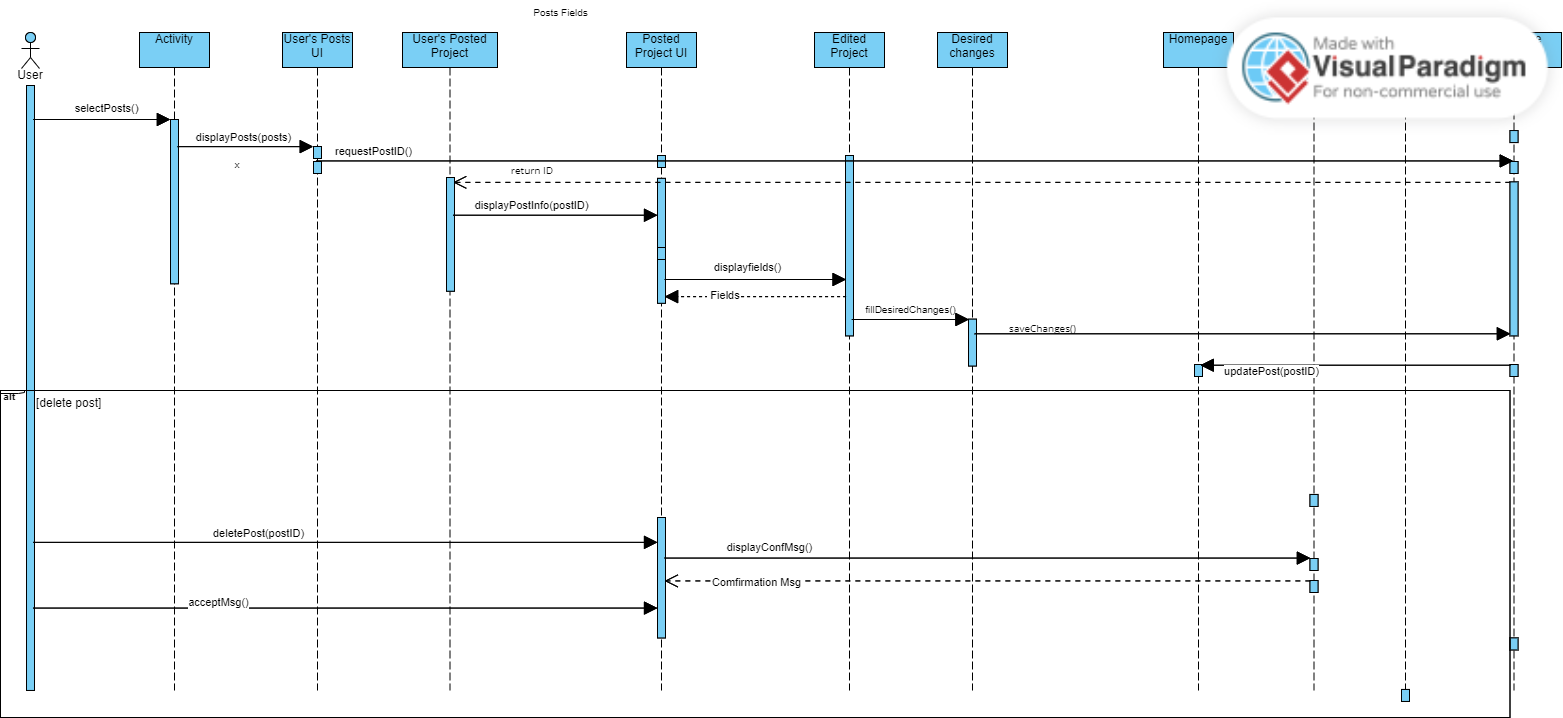 Posts Fields
User
Activity
User's Posts
UI
User's Posted
Project
Posted
Project UI
Edited
Project
Desired
changes
Homepage
Made with
Visual Paradigm
For non-commercial use
selectPosts()
displayPosts(posts)
x
requestPostID()
return ID
displayPostInfo(postID)
displayfields()
Fields
fillDesiredChanges()
saveChanges()
updatePost(postID)
alt
[delete post]
deletePost(postID)
displayConfMsg()
Comfirmation Msg
acceptMsg()